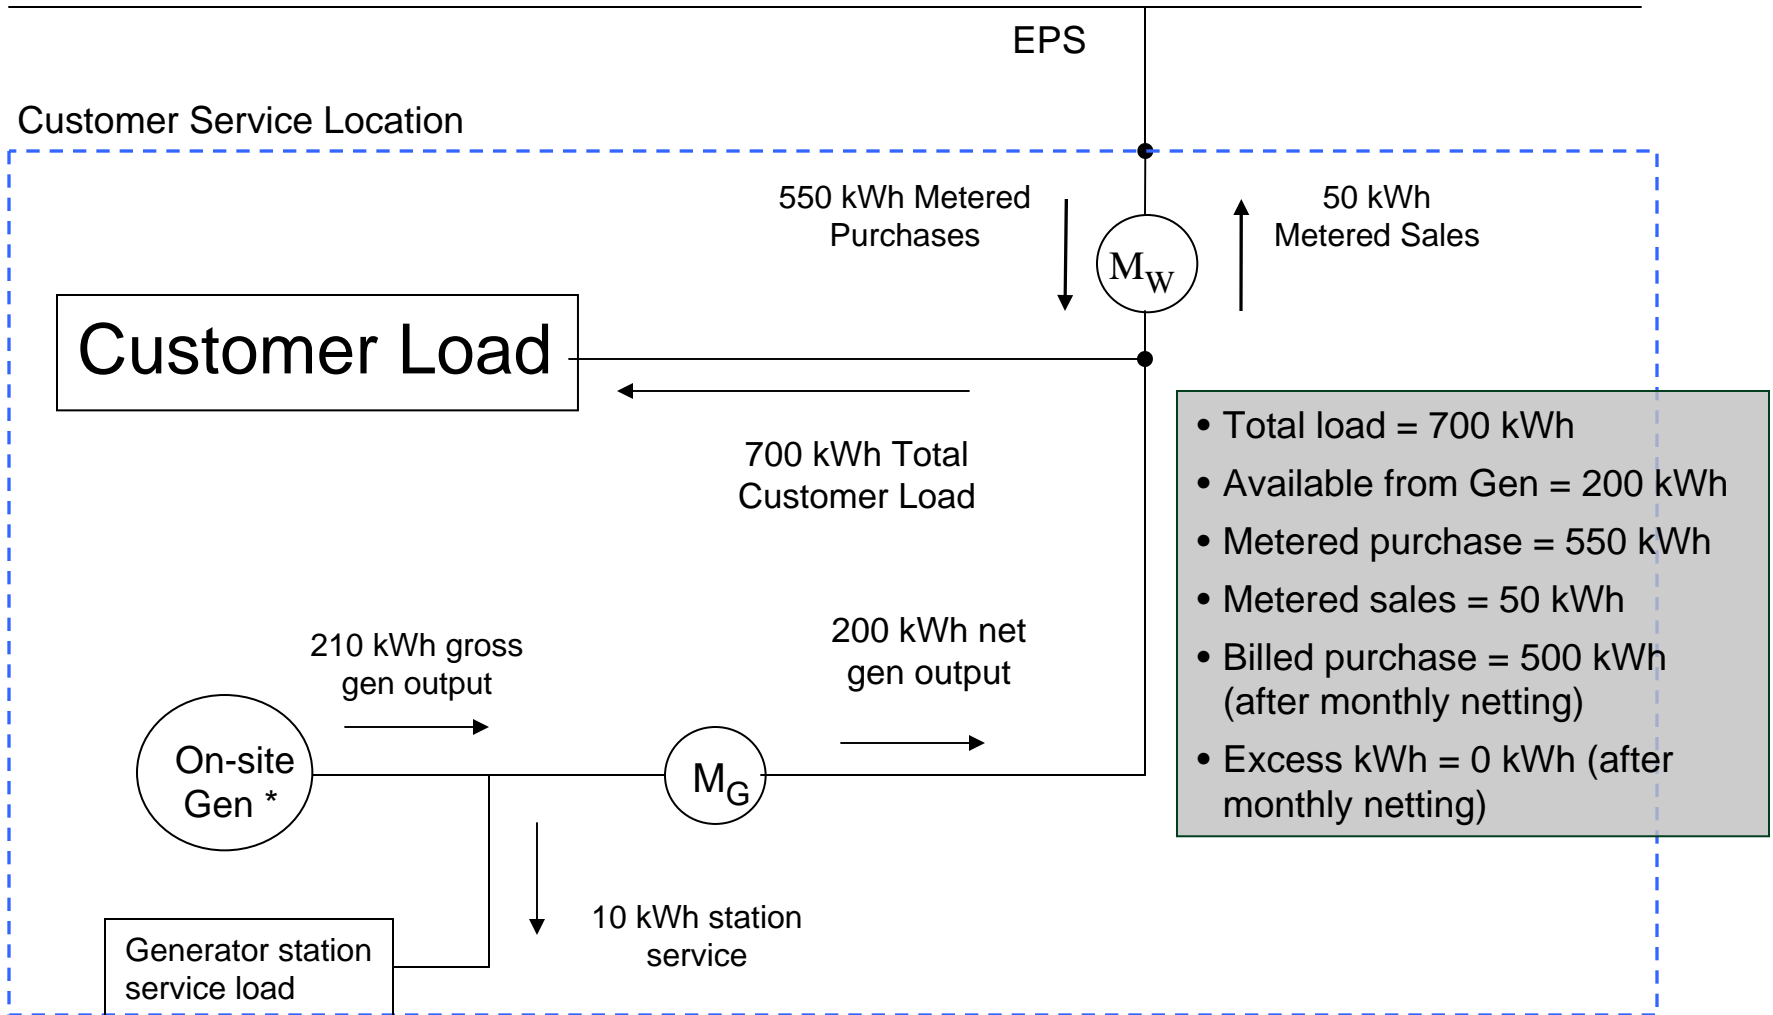 EPS
Customer Service Location
550 kWh Metered
Purchases
50 kWh
Metered Sales
MW
Customer Load
700 kWh Total
Customer Load
• Total load = 700 kWh
• Available from Gen = 200 kWh
• Metered purchase = 550 kWh
• Metered sales = 50 kWh
• Billed purchase = 500 kWh
(after monthly netting)
• Excess kWh = 0 kWh (after
monthly netting)
210 kWh gross
gen output
200 kWh net
gen output
On-site
Gen *
MG
10 kWh station
service
Generator station
service load